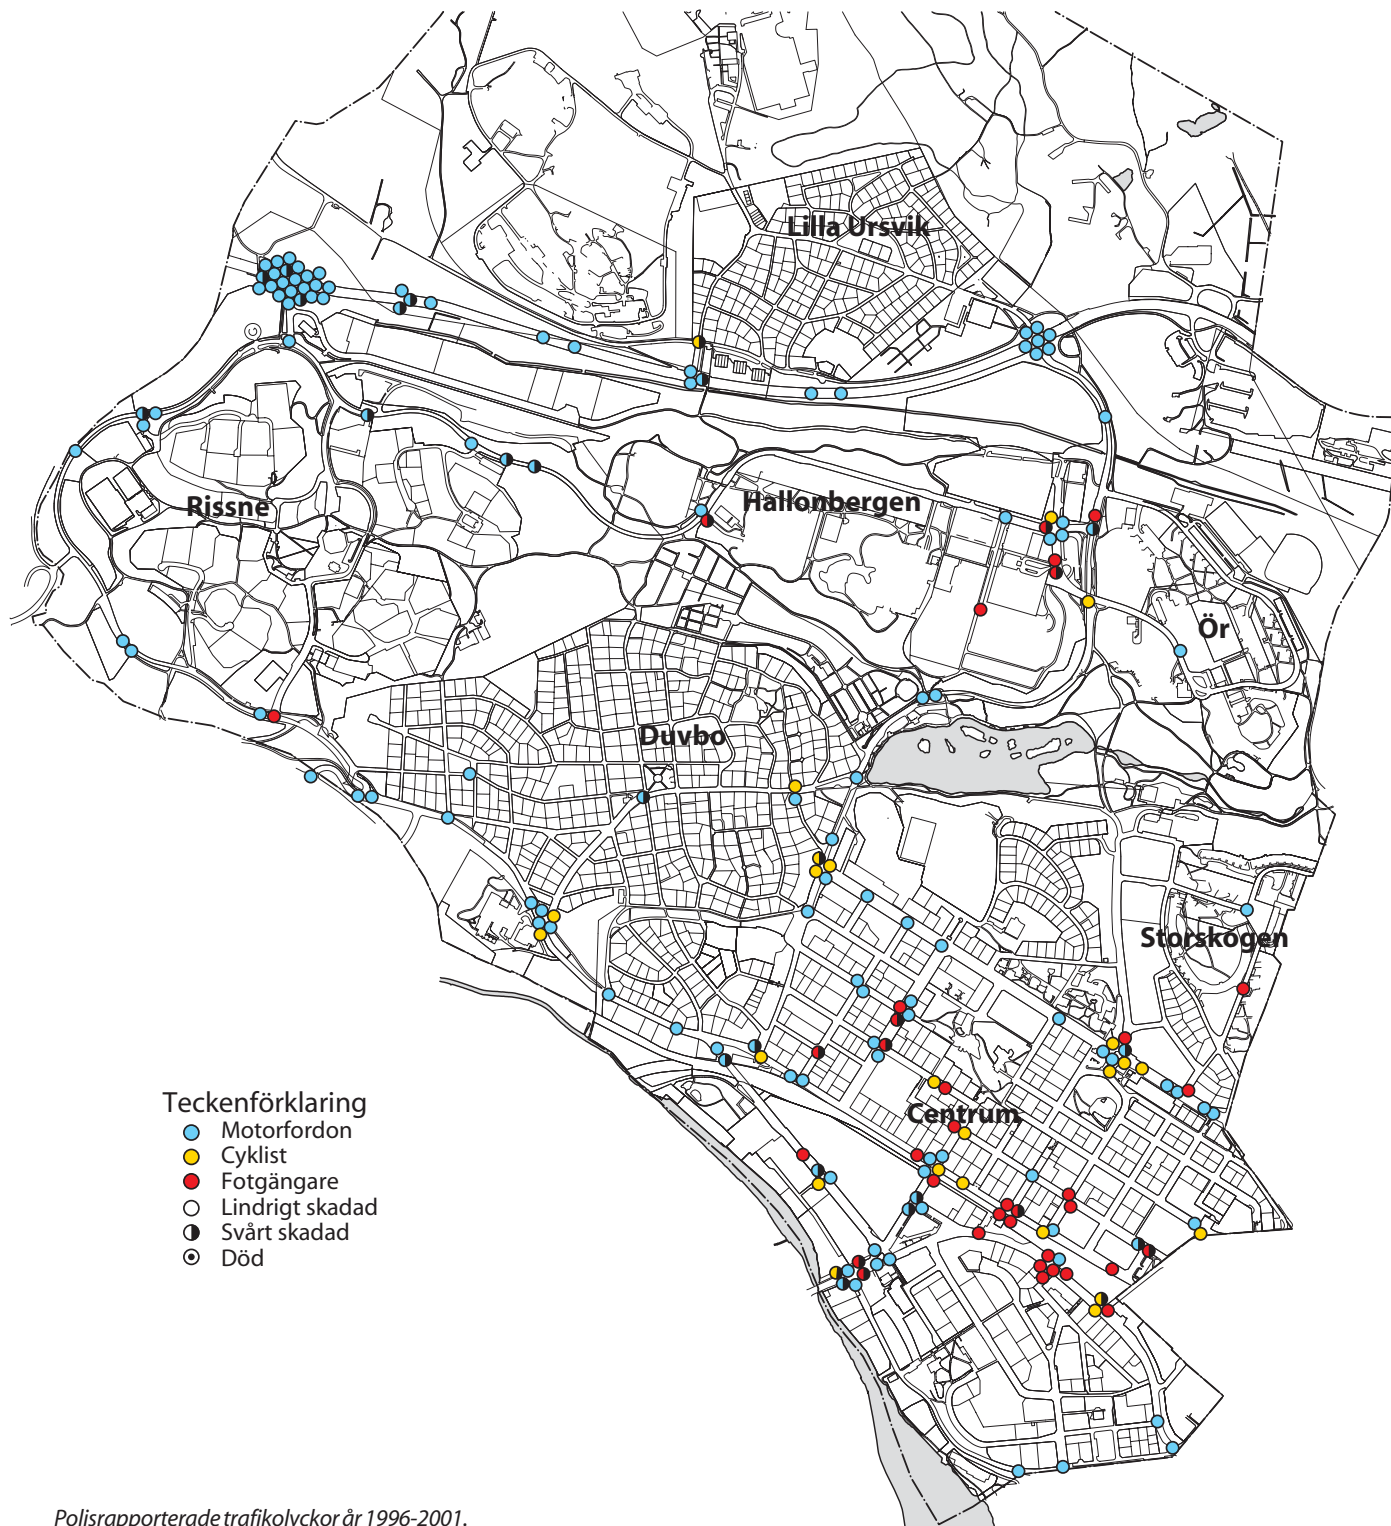 Lilla Ursvik
Rissne
Hallonbergen
Ör
Duvbo
Storskogen
Centrum
Teckenförklaring
Motorfordon
Cyklist
Fotgängare
Lindrigt skadad
Svårt skadad
Död
Polisrapporterade trafikolyckor år 1996-2001.